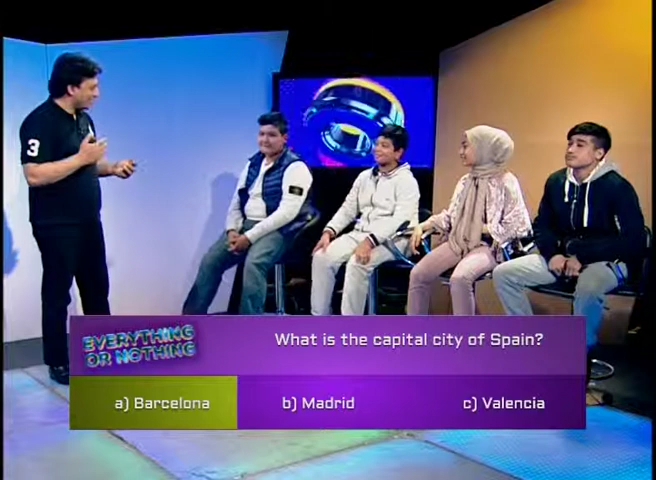 3
EVERYTHING
OR NOTHING
What is the capital city of Spain?
a) Barcelona
b) Madrid
c) Valencia